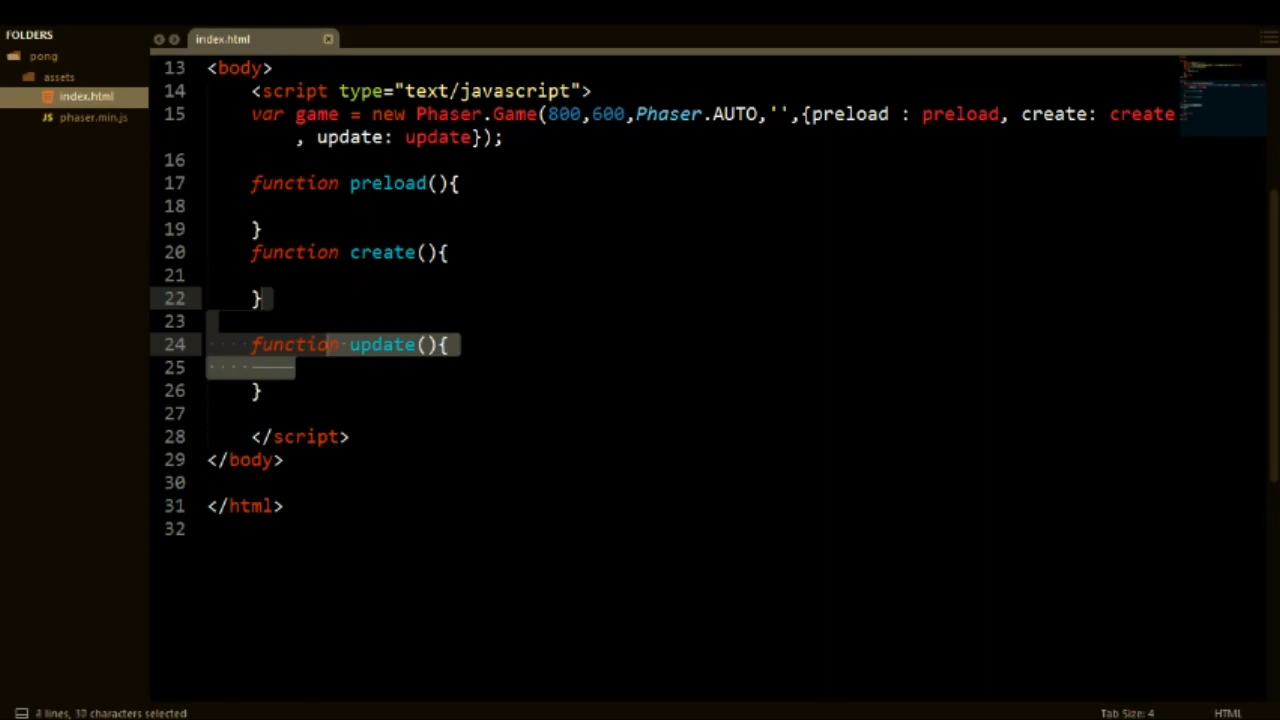 FOLDERS
pong
assets
index.html
phaser.min.js
index.html
13 <body>
14 <script type="text/javascript">
15 var game = new Phaser.Game(800,600,Phaser.AUTO,'',{preload : preload, create: create
, update: update});
16
17 function preload(){
18
19 }
20 function create(){
21
22 }
23
24 function update(){
25
26 }
27
28 </script>
29 </body>
30
31 </html>
32
lines, characters selected
Tab Size: 4
HTML